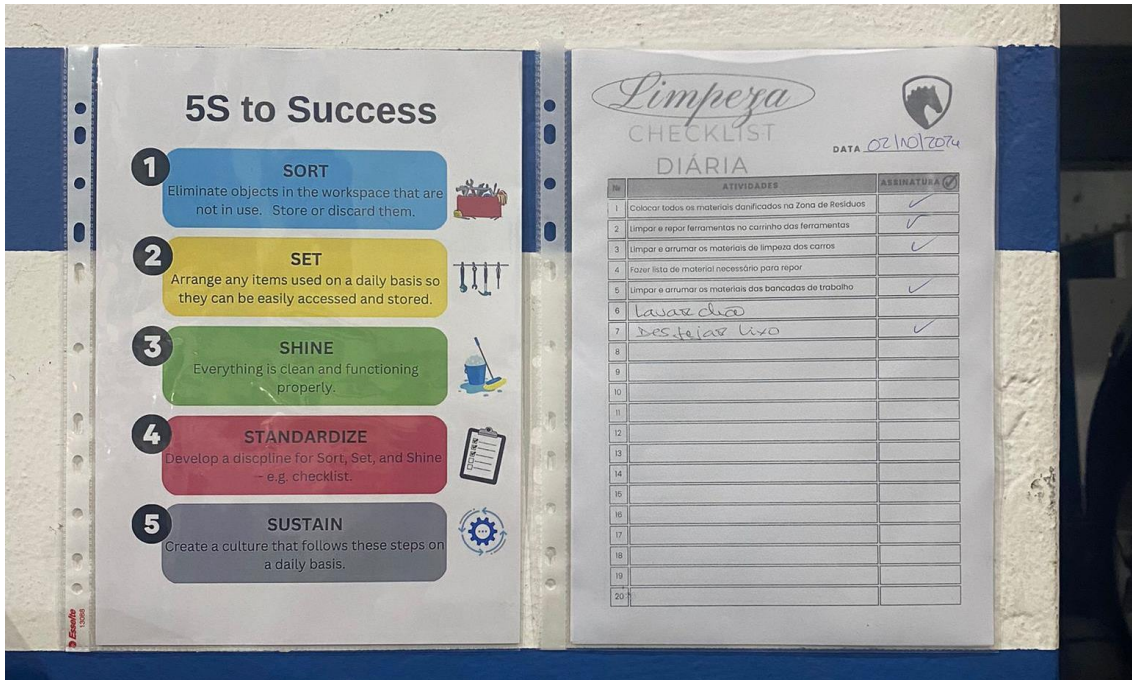 5S to Success
1
SORT
Eliminate objects in the workspace that are
not in use. Store or discard them.
2
SET
Arrange any items used on a daily basis so
they can be easily accessed and stored.
3
SHINE
Everything is clean and functioning
properly.
4
STANDARDIZE
Develop a discpline for Sort, Set, and Shine
– e.g. checklist.
5
SUSTAIN
Create a culture that follows these steps on
a daily basis.
Esselte
13088
Limpeza
CHECKLIST
DIÁRIA
DATA 02/10/2024
Nº ATIVIDADES ASSINATURA
1 Colocar todos os materiais danificados na Zona de Resíduos
2 Limpar e repor ferramentas no carrinho das ferramentas
3 Limpar e arrumar os materiais de limpeza dos carros
4 Fazer lista de material necessário para repor
5 Limpar e arrumar os materiais das bancadas de trabalho
6 Lavar
7 Lixo
8
9
10
11
12
13
14
15
16
17
18
19
20